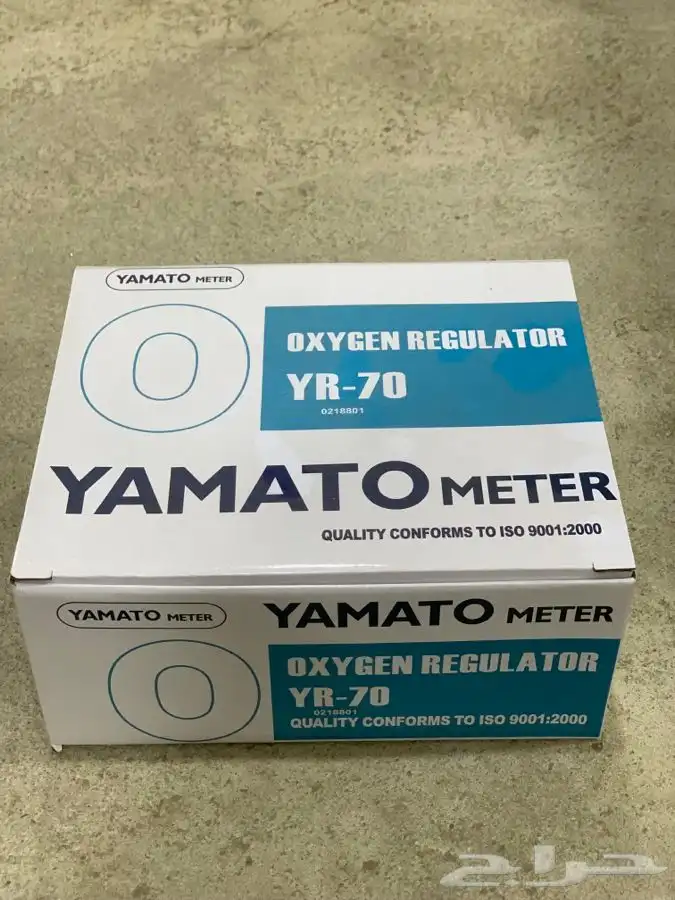 YAMATO METER
O
OXYGEN REGULATOR
YR-70
0218801
YAMATO METER
QUALITY CONFORMS TO ISO 9001:2000
YAMATO METER
YAMATO METER
O
OXYGEN REGULATOR
YR-70
0218801
QUALITY CONFORMS TO ISO 9001:2000
حراج